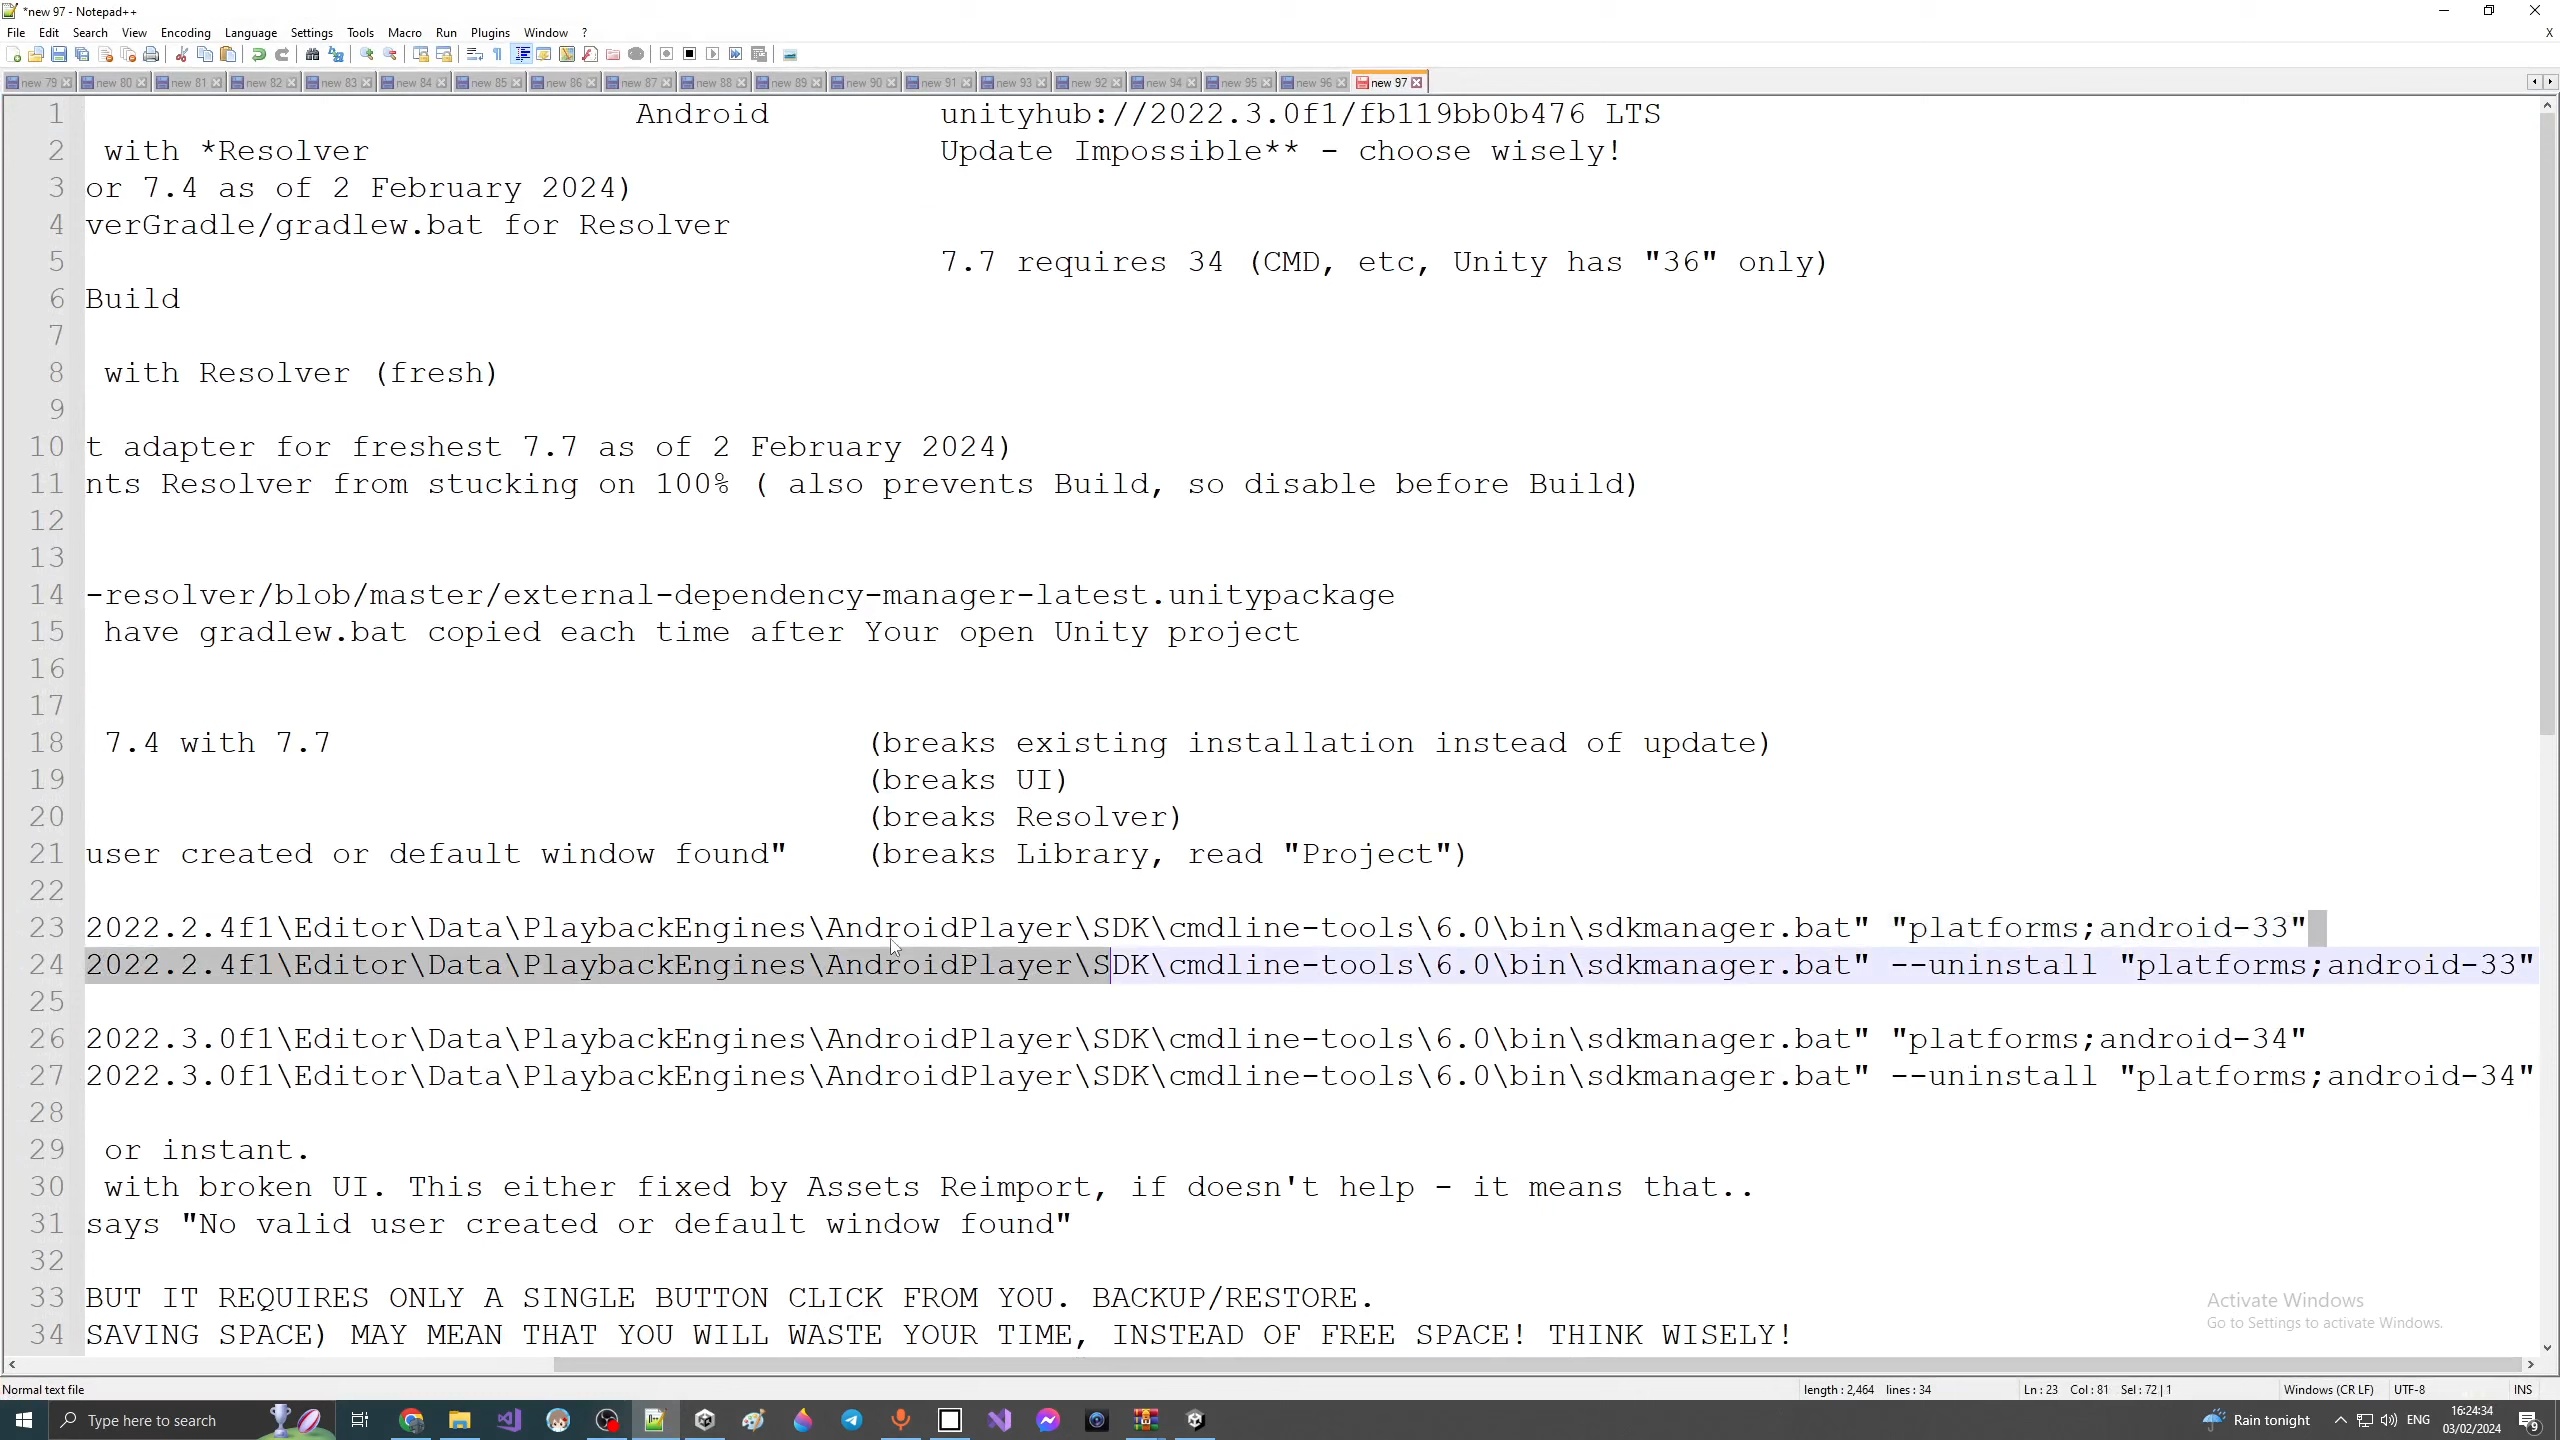 *new 97 - Notepad++
File Edit Search View Encoding Language Settings Tools Macro Run Plugins Window ? X
new 79 new 80 new 81 new 82 new 83 new 84 new 85 new 86 new 87 new 88 new 89 new 90 new 91 new 93 new 92 new 94 new 95 new 96 new 97
1 Android unityhub://2022.3.0f1/fb119bb0b476 LTS
2 with *Resolver Update Impossible** - choose wisely!
3 or 7.4 as of 2 February 2024)
4 verGradle/gradlew.bat for Resolver
5 7.7 requires 34 (CMD, etc, Unity has "36" only)
6 Build
7
8 with Resolver (fresh)
9
10 t adapter for freshest 7.7 as of 2 February 2024)
11 nts Resolver from stucking on 100% ( also prevents Build, so disable before Build)
12
13
14 -resolver/blob/master/external-dependency-manager-latest.unitypackage
15 have gradlew.bat copied each time after Your open Unity project
16
17
18 7.4 with 7.7 (breaks existing installation instead of update)
19 (breaks UI)
20 (breaks Resolver)
21 user created or default window found" (breaks Library, read "Project")
22
23 2022.2.4f1\Editor\Data\PlaybackEngines\AndroidPlayer\SDK\cmdline-tools\6.0\bin\sdkmanager.bat" "platforms;android-33"
24 2022.2.4f1\Editor\Data\PlaybackEngines\AndroidPlayer\SDK\cmdline-tools\6.0\bin\sdkmanager.bat" --uninstall "platforms;android-33"
25
26 2022.3.0f1\Editor\Data\PlaybackEngines\AndroidPlayer\SDK\cmdline-tools\6.0\bin\sdkmanager.bat" "platforms;android-34"
27 2022.3.0f1\Editor\Data\PlaybackEngines\AndroidPlayer\SDK\cmdline-tools\6.0\bin\sdkmanager.bat" --uninstall "platforms;android-34"
28
29 or instant.
30 with broken UI. This either fixed by Assets Reimport, if doesn't help - it means that..
31 says "No valid user created or default window found"
32
33 BUT IT REQUIRES ONLY A SINGLE BUTTON CLICK FROM YOU. BACKUP/RESTORE.
34 SAVING SPACE) MAY MEAN THAT YOU WILL WASTE YOUR TIME, INSTEAD OF FREE SPACE! THINK WISELY!
Activate Windows
Go to Settings to activate Windows.
Normal text file length : 2,464 lines : 34 Ln : 23 Col : 81 Sel : 72 | 1 Windows (CR LF) UTF-8 INS
Type here to search Rain tonight ENG 16:24:34
03/02/2024 9